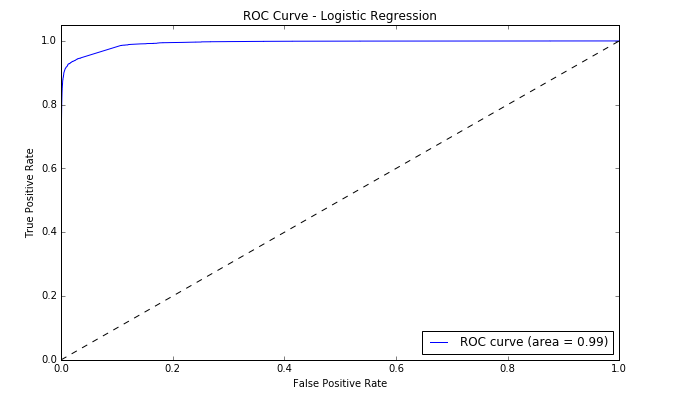 ROC Curve - Logistic Regression
1.0
0.8
0.6
0.4
0.2
0.0
True Positive Rate
ROC curve (area = 0.99)
0.0 0.2 0.4 0.6 0.8 1.0
False Positive Rate